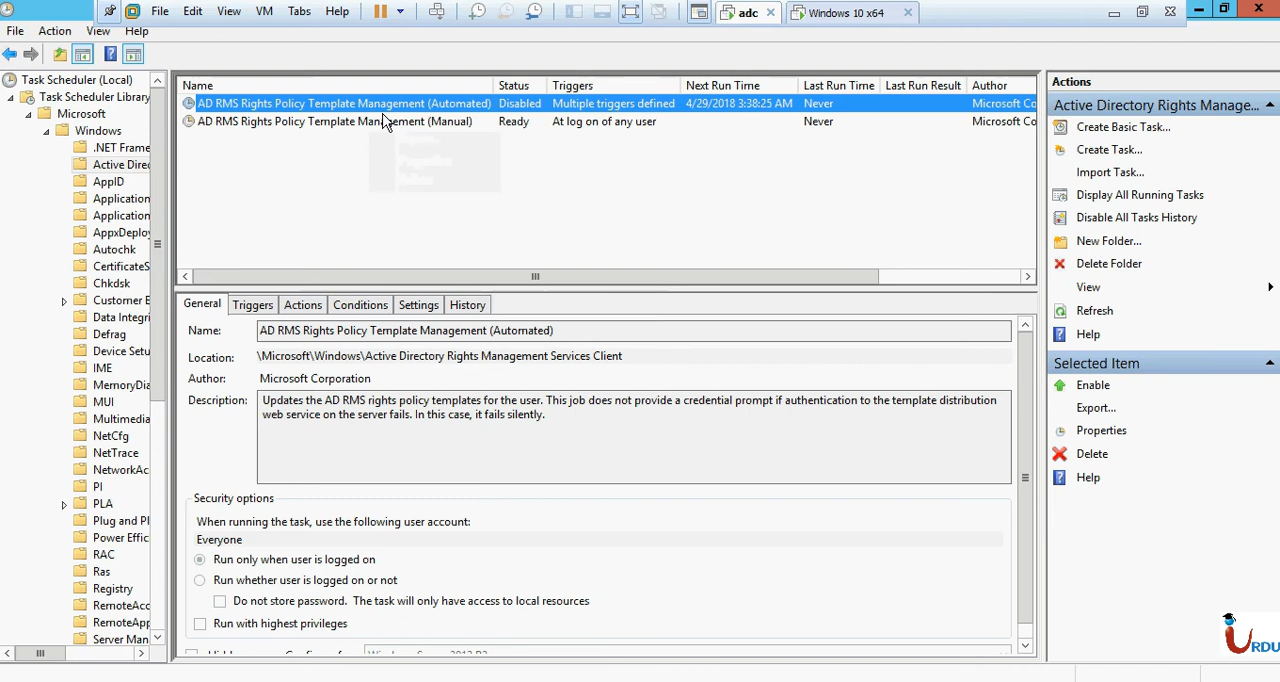 File Edit View VM Tabs Help
adc
Windows 10 x64
File Action View Help
Task Scheduler (Local)
Task Scheduler Library
Microsoft
Windows
.NET Frame
Active Direc
AppID
Application
Application
AppxDeploy
Autochk
CertificateS
Chkdsk
Customer E
Data Integri
Defrag
Device Setu
IME
MemoryDia
MUI
Multimedia
NetCfg
NetTrace
NetworkAcc
PI
PLA
Plug and Pl
Power Effic
RAC
Ras
Registry
RemoteAcc
RemoteApp
Server Man
Name Status Triggers Next Run Time Last Run Time Last Run Result Author
AD RMS Rights Policy Template Management (Automated) Disabled Multiple triggers defined 4/29/2018 3:38:25 AM Never Microsoft Co
AD RMS Rights Policy Template Management (Manual) Ready At log on of any user Never Microsoft Co
General Triggers Actions Conditions Settings History
Name: AD RMS Rights Policy Template Management (Automated)
Location: \Microsoft\Windows\Active Directory Rights Management Services Client
Author: Microsoft Corporation
Description: Updates the AD RMS rights policy templates for the user. This job does not provide a credential prompt if authentication to the template distribution
web service on the server fails. In this case, it fails silently.
Security options
When running the task, use the following user account:
Everyone
Run only when user is logged on
Run whether user is logged on or not
Do not store password. The task will only have access to local resources
Run with highest privileges
Actions
Active Directory Rights Manage...
Create Basic Task...
Create Task...
Import Task...
Display All Running Tasks
Disable All Tasks History
New Folder...
Delete Folder
View
Refresh
Help
Selected Item
Enable
Export...
Properties
Delete
Help
URDU